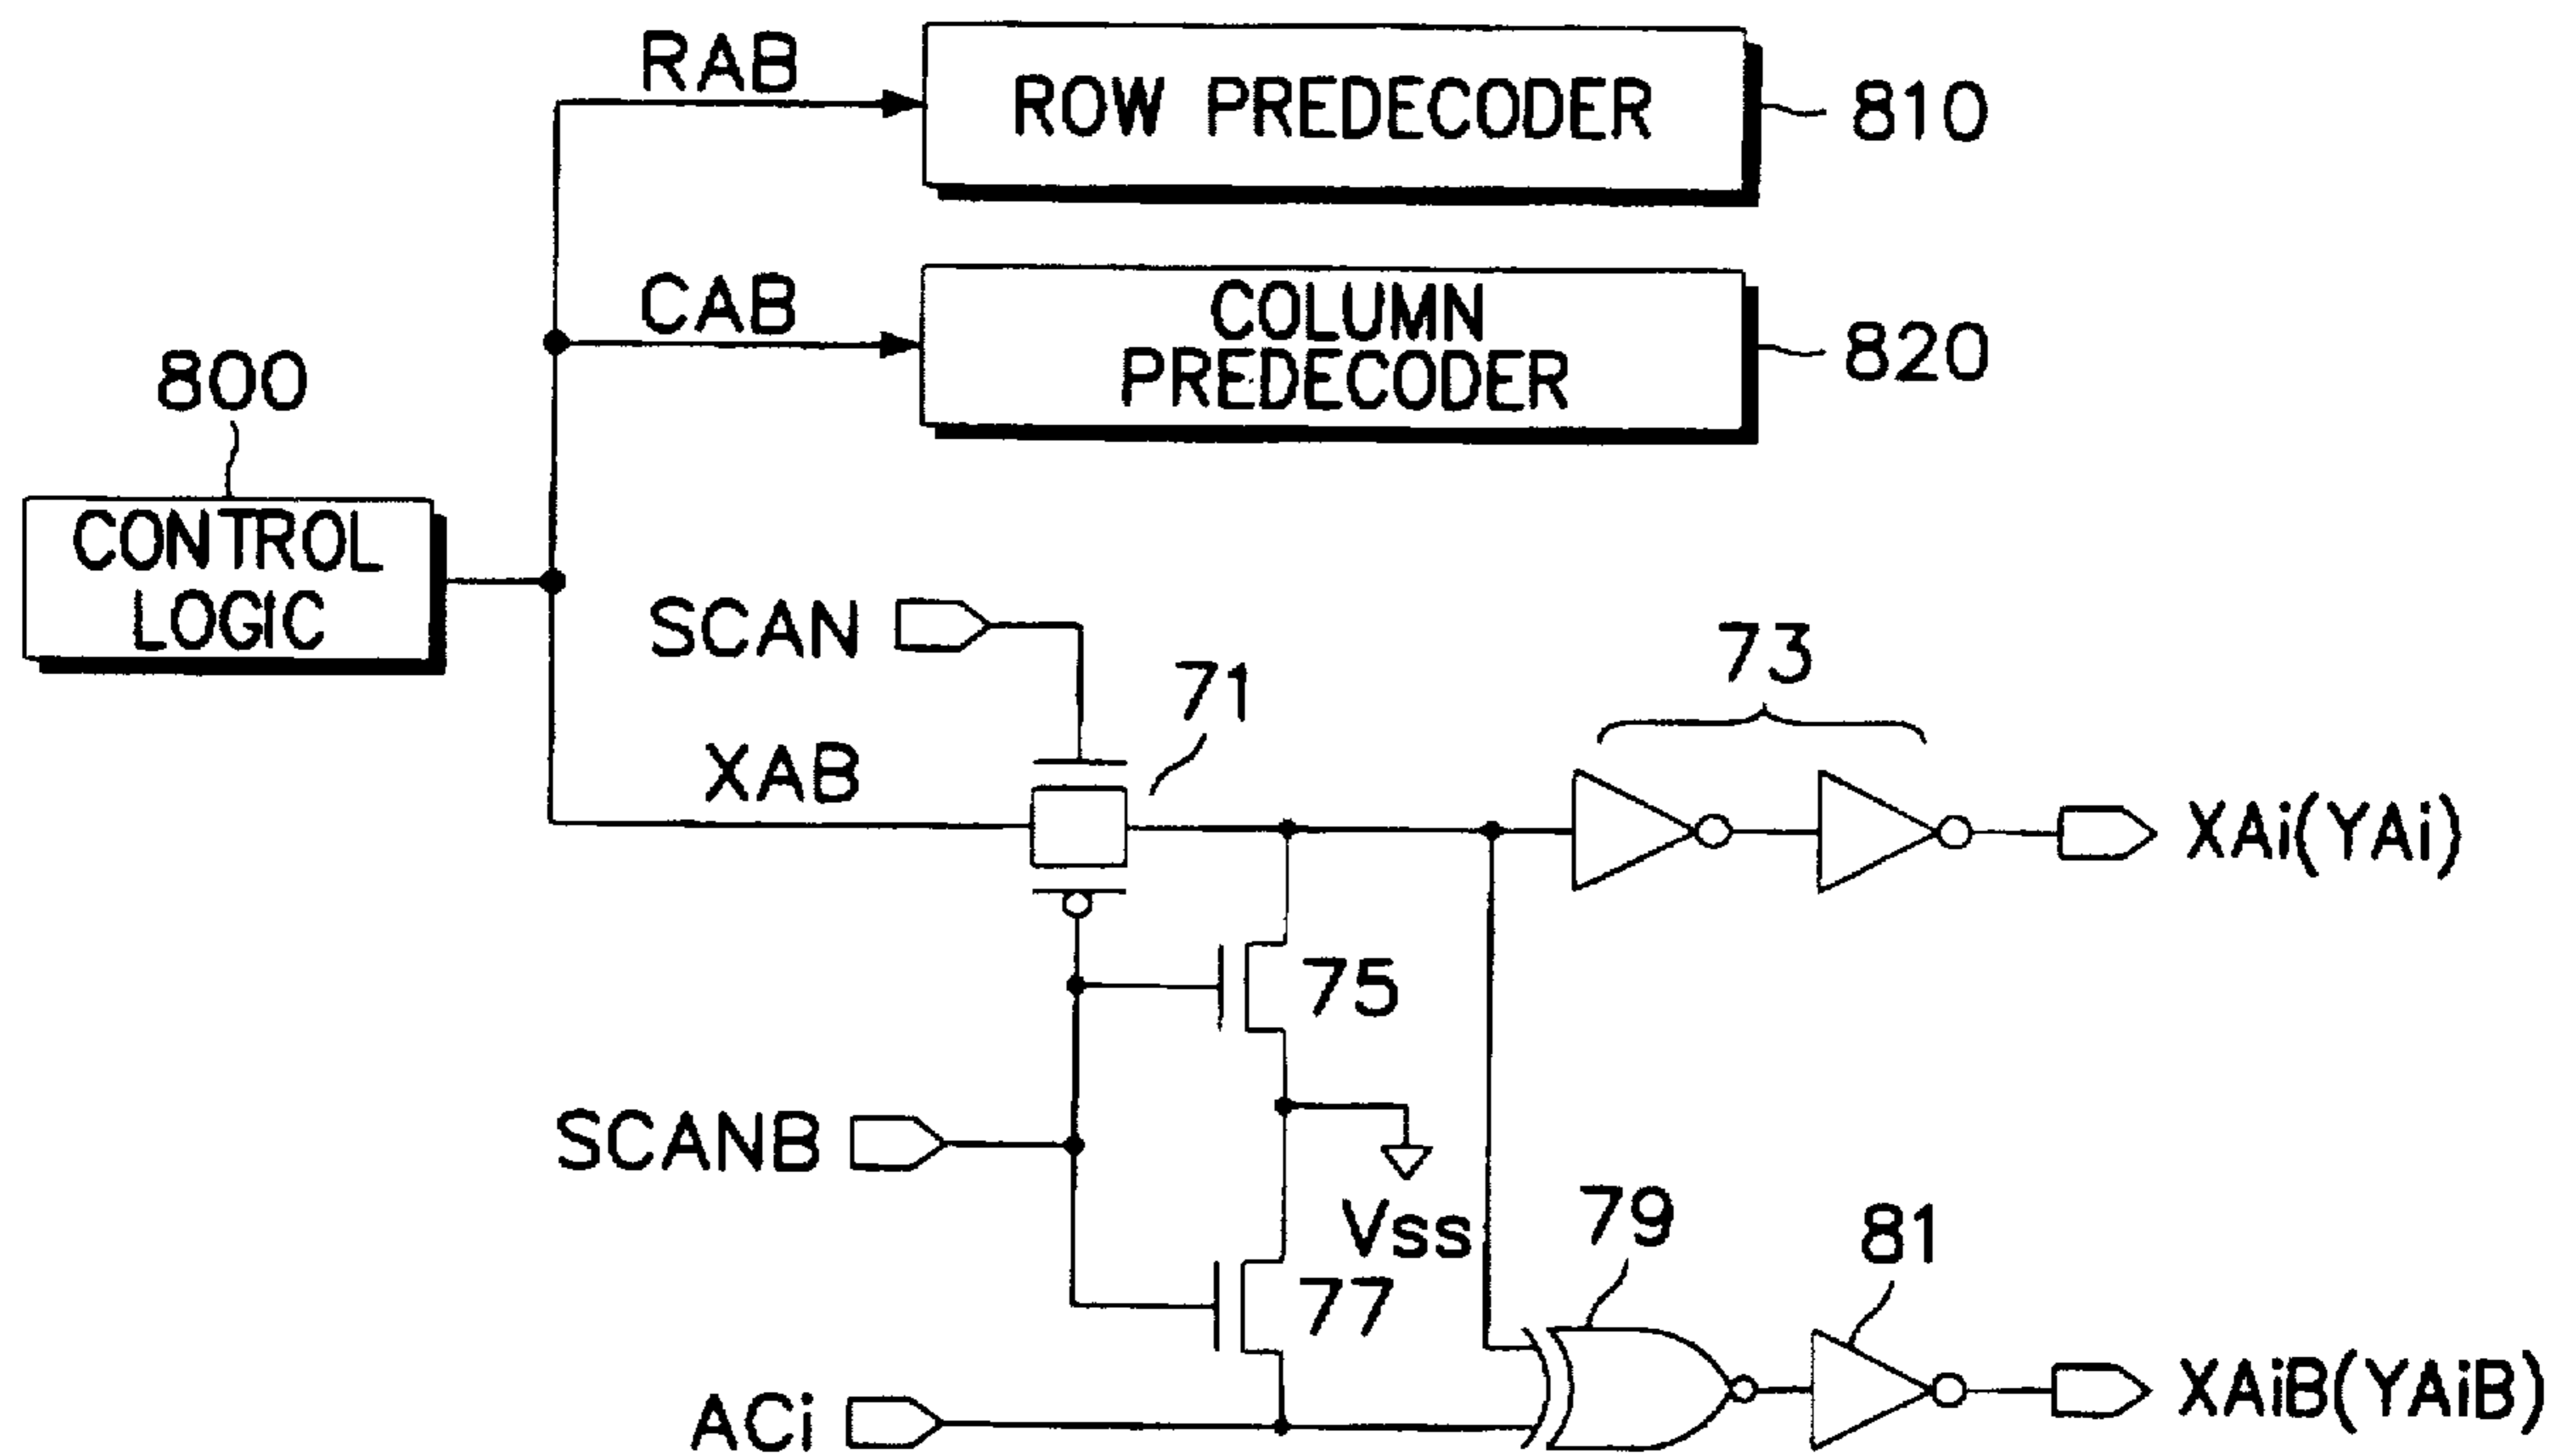 RAB
ROW PREDECODER
810
CAB
COLUMN
PREDECODER
820
800
CONTROL
LOGIC
SCAN
71
73
XAB
XAi(YAi)
75
SCANB
Vss
79
81
77
ACi
XAiB(YAiB)